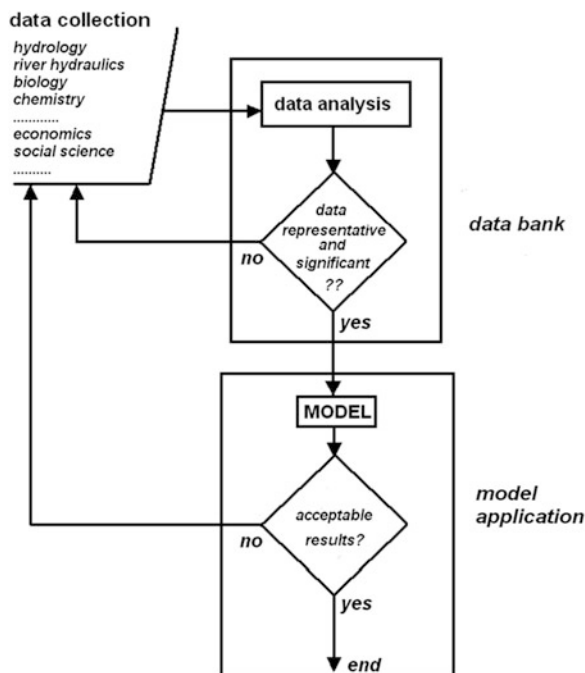 data collection
hydrology
river hydraulics
biology
chemistry
............
economics
social science
..........
data analysis
data
representative
and
significant
??
no
yes
data bank
MODEL
acceptable
results?
no
yes
end
model
application